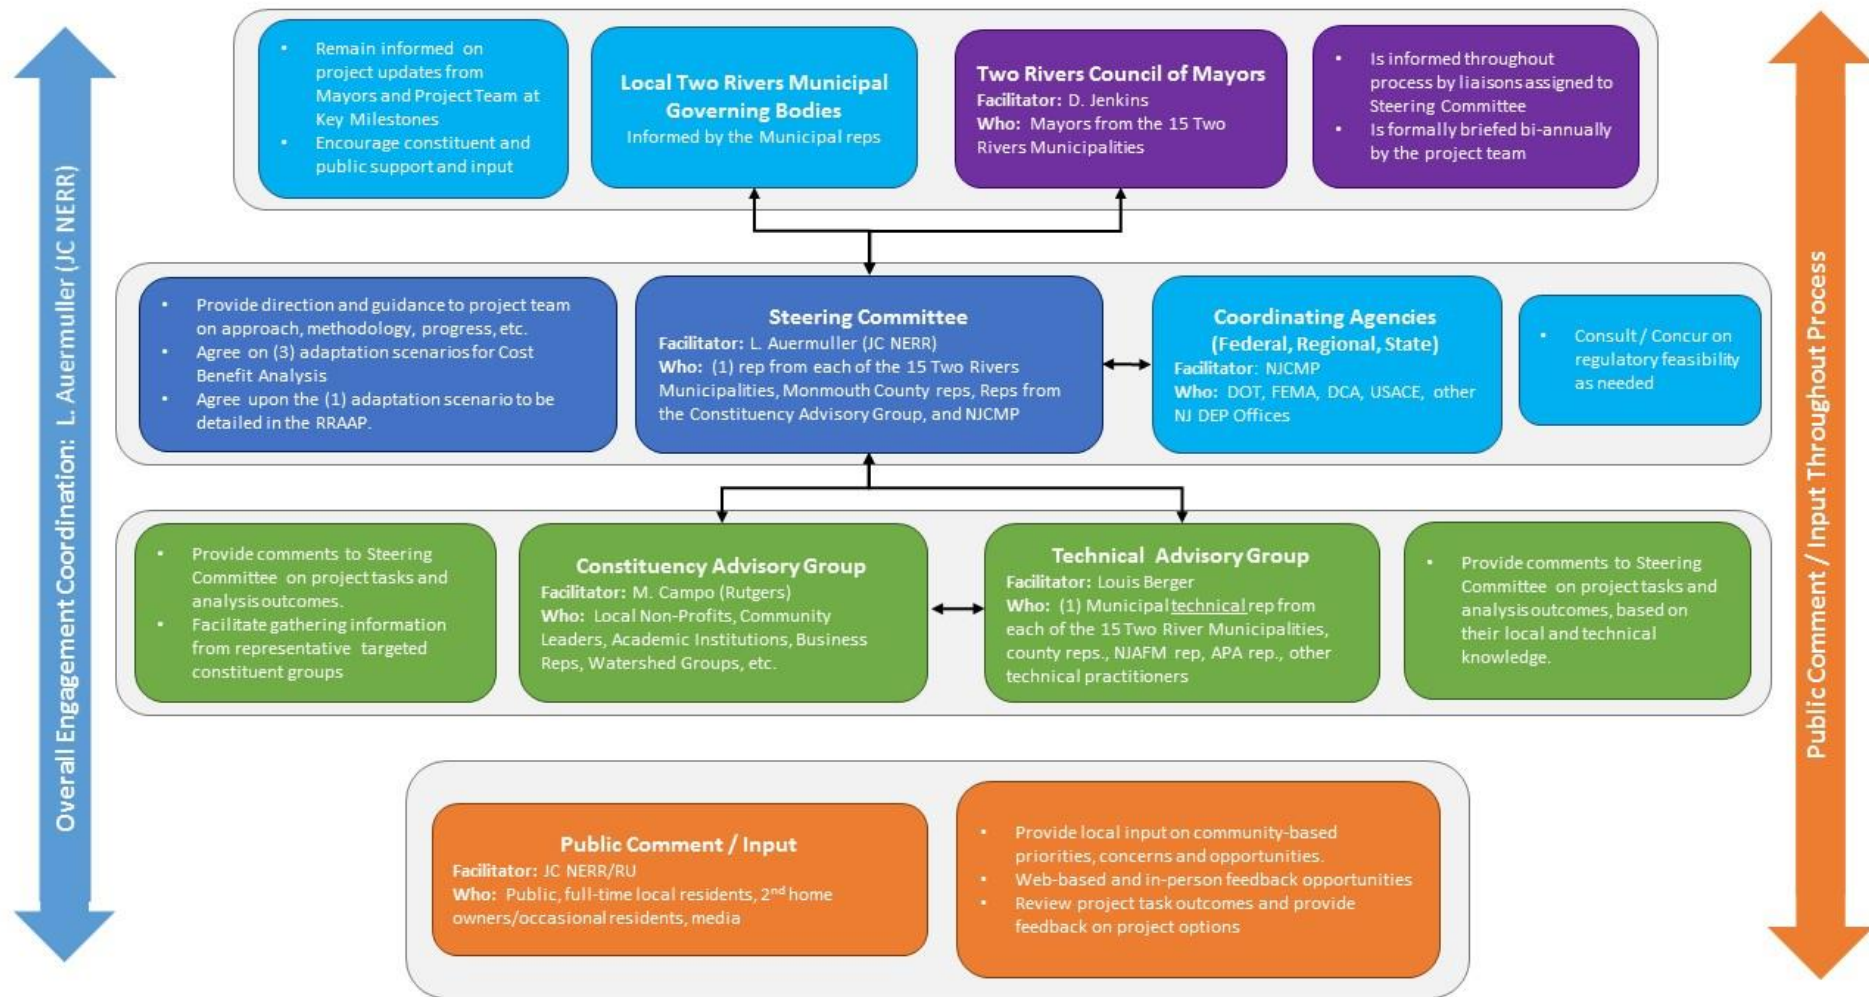 Overall Engagement Coordination: L. Auermuller (JC NERR)
• Remain informed on
project updates from
Mayors and Project Team at
Key Milestones
• Encourage constituent and
public support and input
Local Two Rivers Municipal
Governing Bodies
Informed by the Municipal reps
Two Rivers Council of Mayors
Facilitator: D. Jenkins
Who: Mayors from the 15 Two
Rivers Municipalities
• Is informed throughout
process by liaisons assigned to
Steering Committee
• Is formally briefed bi-annually
by the project team
• Provide direction and guidance to project team
on approach, methodology, progress, etc.
• Agree on (3) adaptation scenarios for Cost
Benefit Analysis
• Agree upon the (1) adaptation scenario to be
detailed in the RRAAP.
Steering Committee
Facilitator: L. Auermuller (JC NERR)
Who: (1) rep from each of the 15 Two Rivers
Municipalities, Monmouth County reps, Reps from
the Constituency Advisory Group, and NJCMP
Coordinating Agencies
(Federal, Regional, State)
Facilitator: NJCMP
Who: DOT, FEMA, DCA, USACE, other
NJ DEP Offices
• Consult / Concur on
regulatory feasibility
as needed
• Provide comments to Steering
Committee on project tasks and
analysis outcomes.
• Facilitate gathering information
from representative targeted
constituent groups
Constituency Advisory Group
Facilitator: M. Campo (Rutgers)
Who: Local Non-Profits, Community
Leaders, Academic Institutions, Business
Reps, Watershed Groups, etc.
Technical Advisory Group
Facilitator: Louis Berger
Who: (1) Municipal technical rep from
each of the 15 Two River Municipalities,
county reps., NJAFM rep, APA rep., other
technical practitioners
• Provide comments to Steering
Committee on project tasks and
analysis outcomes, based on
their local and technical
knowledge.
Public Comment / Input
Facilitator: JC NERR/RU
Who: Public, full-time local residents, 2nd home
owners/occasional residents, media
• Provide local input on community-based
priorities, concerns and opportunities.
• Web-based and in-person feedback opportunities
• Review project task outcomes and provide
feedback on project options
Public Comment / Input Throughout Process